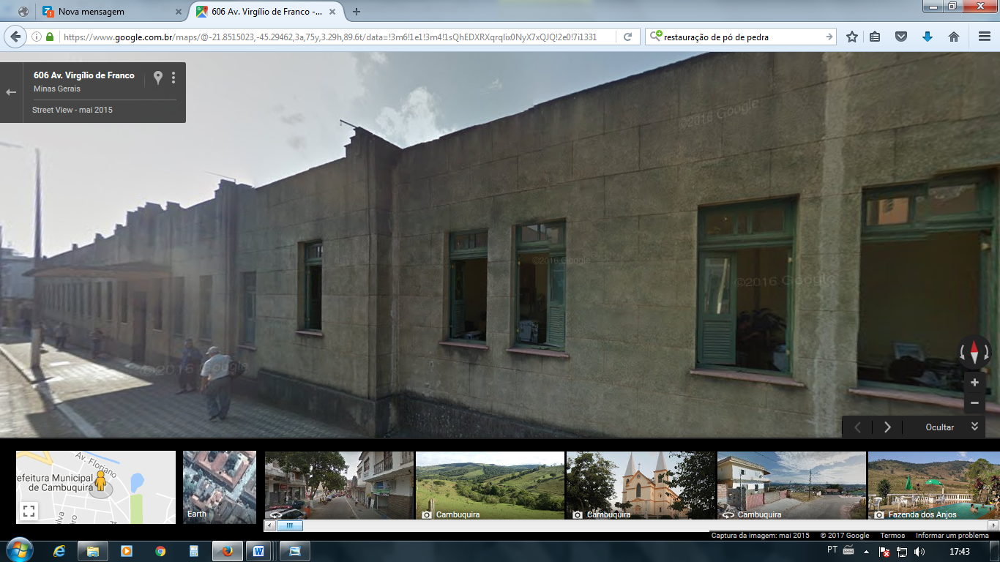 Nova mensagem
606 Av. Virgílio de Franco -...
https://www.google.com.br/maps/@-21.8515023,-45.29462,3a,75y,3.29h,89.6t/data=!3m6!1e1!3m4!1sQhEDXRXqrqlix0NyX7xQJQ!2e0!7i1331
restauração de pó de pedra
606 Av. Virgílio de Franco
Minas Gerais
Street View - mai 2015
©2016 Google
©2016 Google
©2016 Google
©2016 Google
Ocultar
Av. Floriano
refeitura Municipal
de Cambuquira
Silva
Earth
Cambuquira
Cambuquira
Cambuquira
Fazenda dos Anjos
Captura da imagem: mai 2015 © 2017 Google Termos Informar um problema
PT
17:43